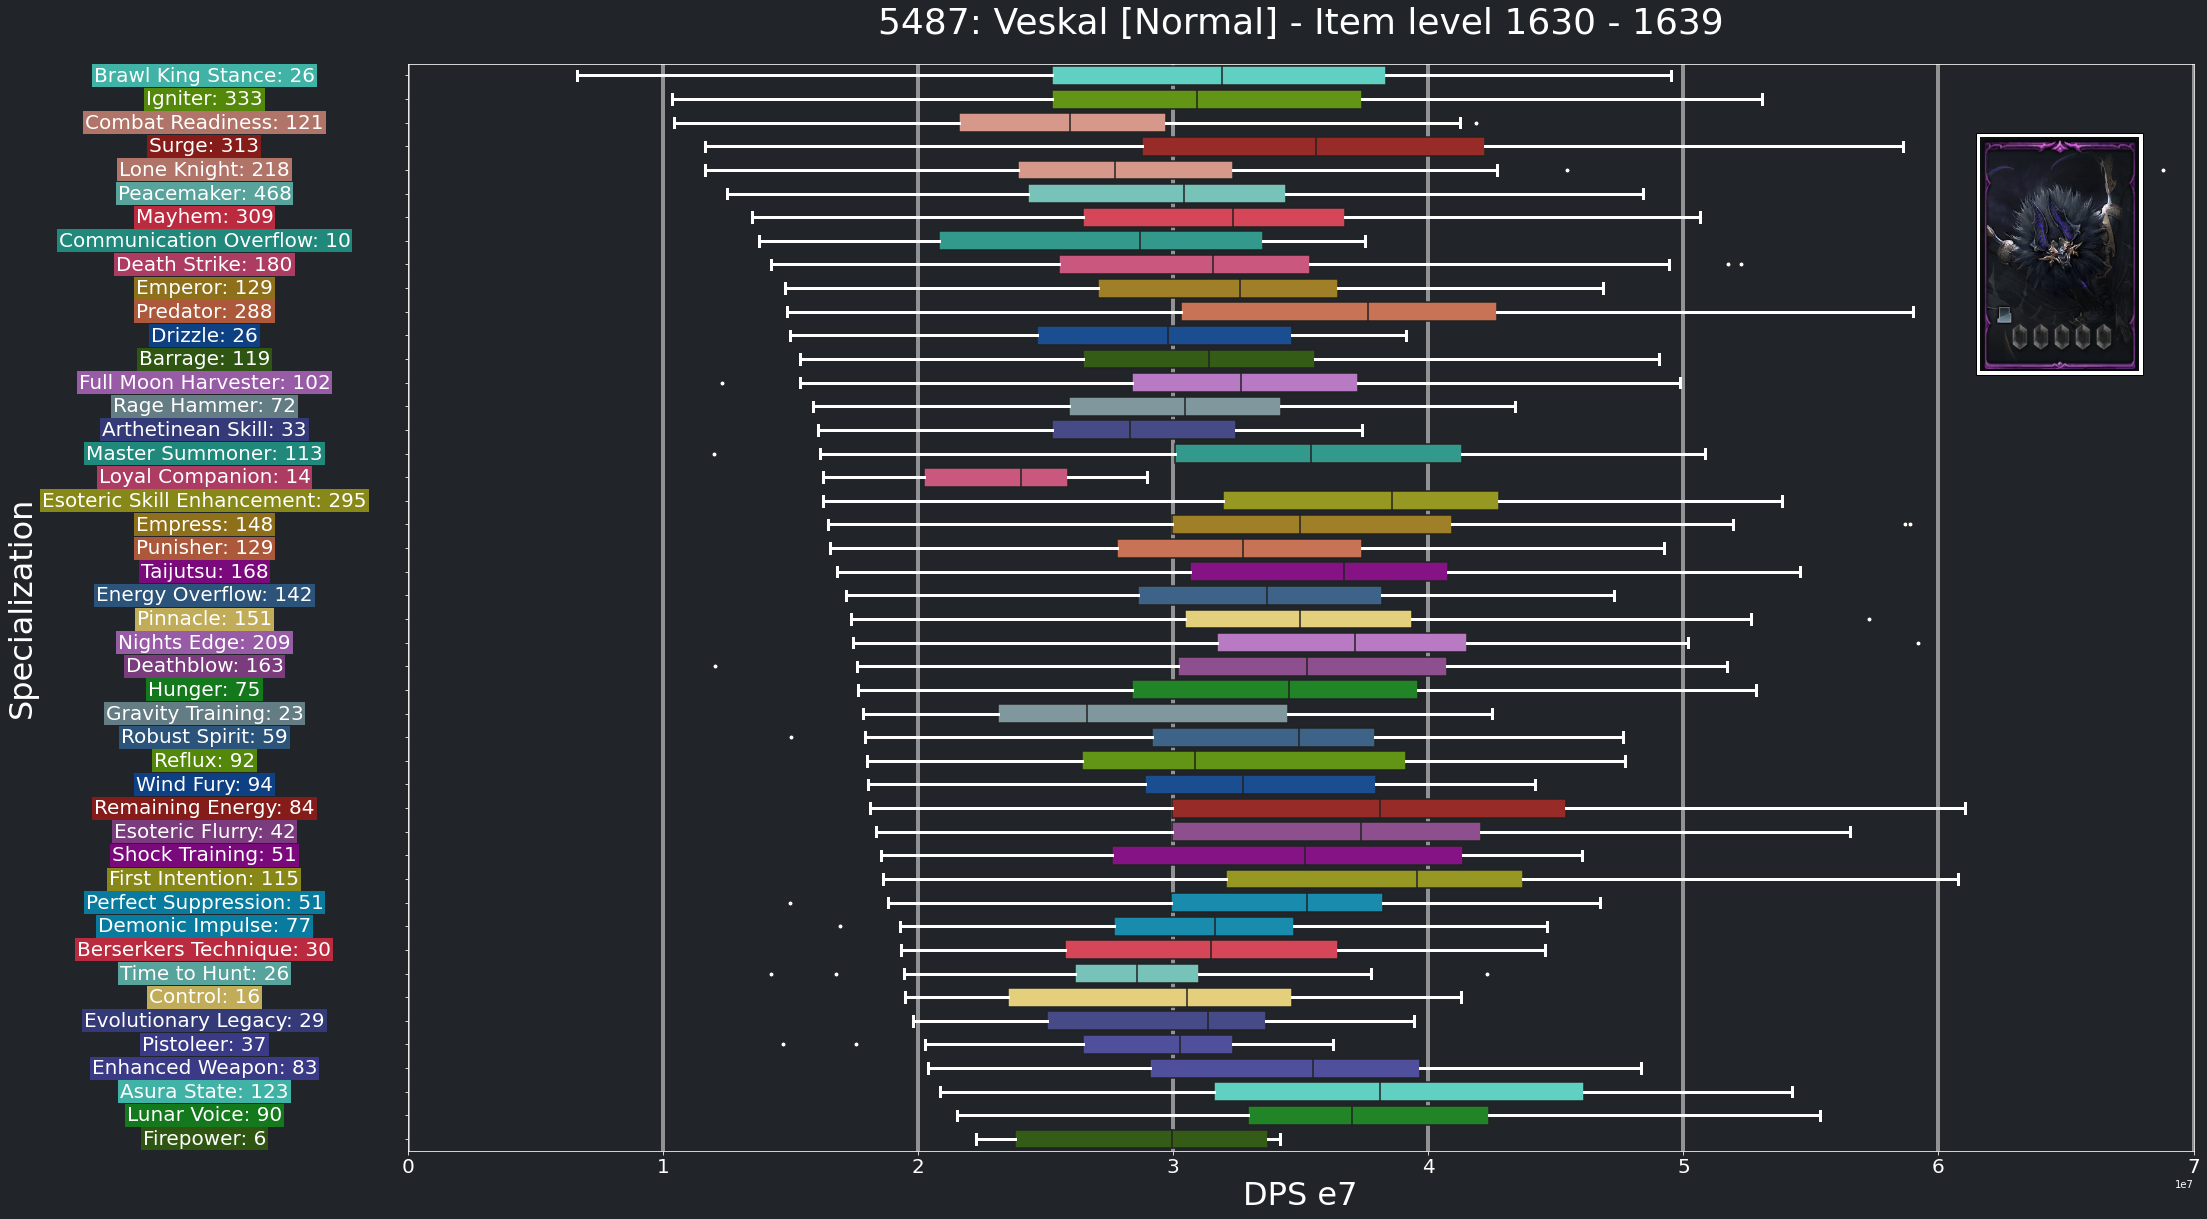 5487: Veskal [Normal] - Item level 1630 - 1639
Specialization
Brawl King Stance: 26
Igniter: 333
Combat Readiness: 121
Surge: 313
Lone Knight: 218
Peacemaker: 468
Mayhem: 309
Communication Overflow: 10
Death Strike: 180
Emperor: 129
Predator: 288
Drizzle: 26
Barrage: 119
Full Moon Harvester: 102
Rage Hammer: 72
Arthetinean Skill: 33
Master Summoner: 113
Loyal Companion: 14
Esoteric Skill Enhancement: 295
Empress: 148
Punisher: 129
Taijutsu: 168
Energy Overflow: 142
Pinnacle: 151
Nights Edge: 209
Deathblow: 163
Hunger: 75
Gravity Training: 23
Robust Spirit: 59
Reflux: 92
Wind Fury: 94
Remaining Energy: 84
Esoteric Flurry: 42
Shock Training: 51
First Intention: 115
Perfect Suppression: 51
Demonic Impulse: 77
Berserkers Technique: 30
Time to Hunt: 26
Control: 16
Evolutionary Legacy: 29
Pistoleer: 37
Enhanced Weapon: 83
Asura State: 123
Lunar Voice: 90
Firepower: 6
0 1 2 3 4 5 6 7
1e7
DPS e7